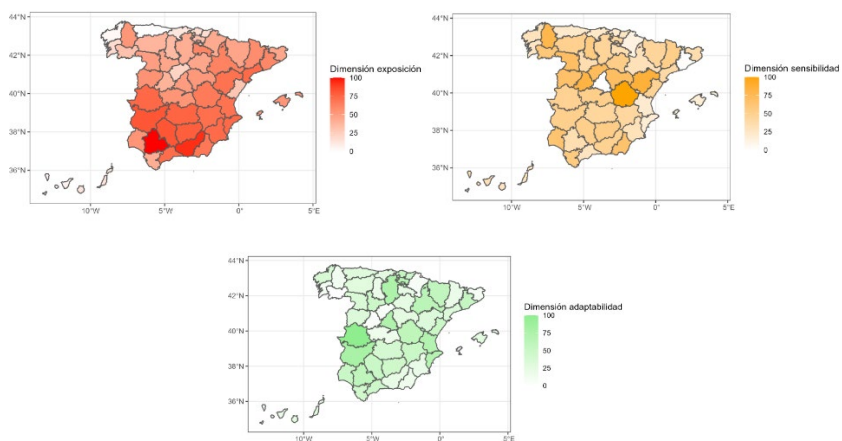 44°N
42°N
40°N
38°N
36°N
10°W
5°W
0°
5°E
Dimensión exposición
100
75
50
25
0
44°N
42°N
40°N
38°N
36°N
10°W
5°W
0°
5°E
Dimensión sensibilidad
100
75
50
25
0
44°N
42°N
40°N
38°N
36°N
10°W
5°W
0°
5°E
Dimensión adaptabilidad
100
75
50
25
0